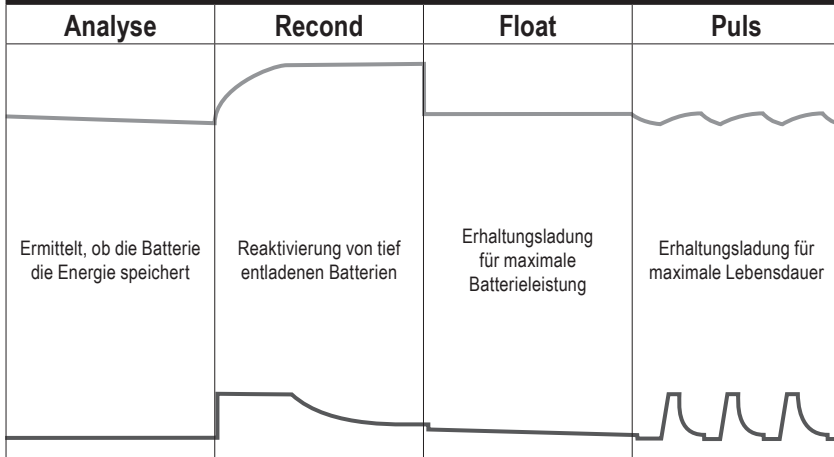 Analyse
Recond
Float
Puls
Ermittelt, ob die Batterie
die Energie speichert
Reaktivierung von tief
entladenen Batterien
Erhaltungsladung
für maximale
Batterieleistung
Erhaltungsladung für
maximale Lebensdauer